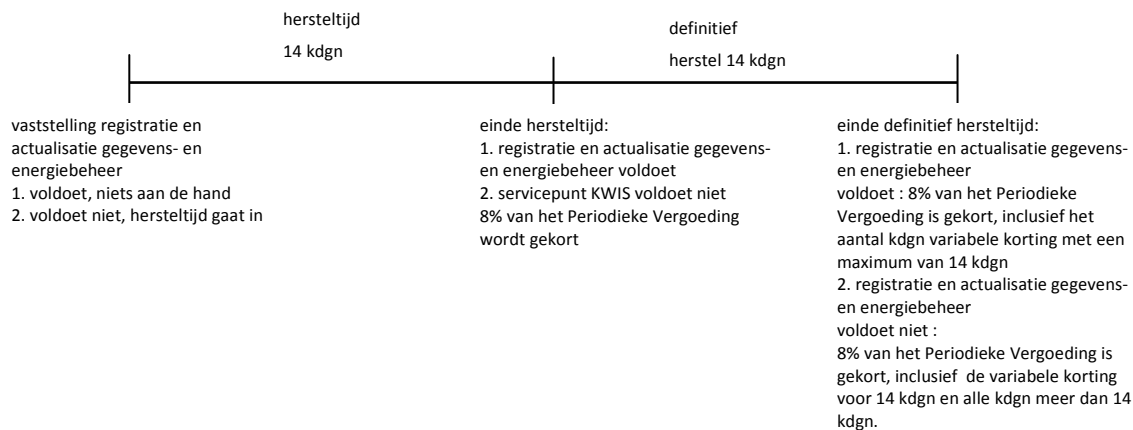 hersteltijd
14 kdgn
definitief
herstel 14 kdgn
vaststelling registratie en
actualisatie gegevens- en
energiebeheer
1. voldoet, niets aan de hand
2. voldoet niet, hersteltijd gaat in
einde hersteltijd:
1. registratie en actualisatie gegevens-
en energiebeheer voldoet
2. servicepunt KWIS voldoet niet
8% van het Periodieke Vergoeding
wordt gekort
einde definitief hersteltijd:
1. registratie en actualisatie gegevens-
en energiebeheer
voldoet : 8% van het Periodieke
Vergoeding is gekort, inclusief het
aantal kdgn variabele korting met een
maximum van 14 kdgn
2. registratie en actualisatie gegevens-
en energiebeheer
voldoet niet :
8% van het Periodieke Vergoeding is
gekort, inclusief de variabele korting
voor 14 kdgn en alle kdgn meer dan 14
kdgn.